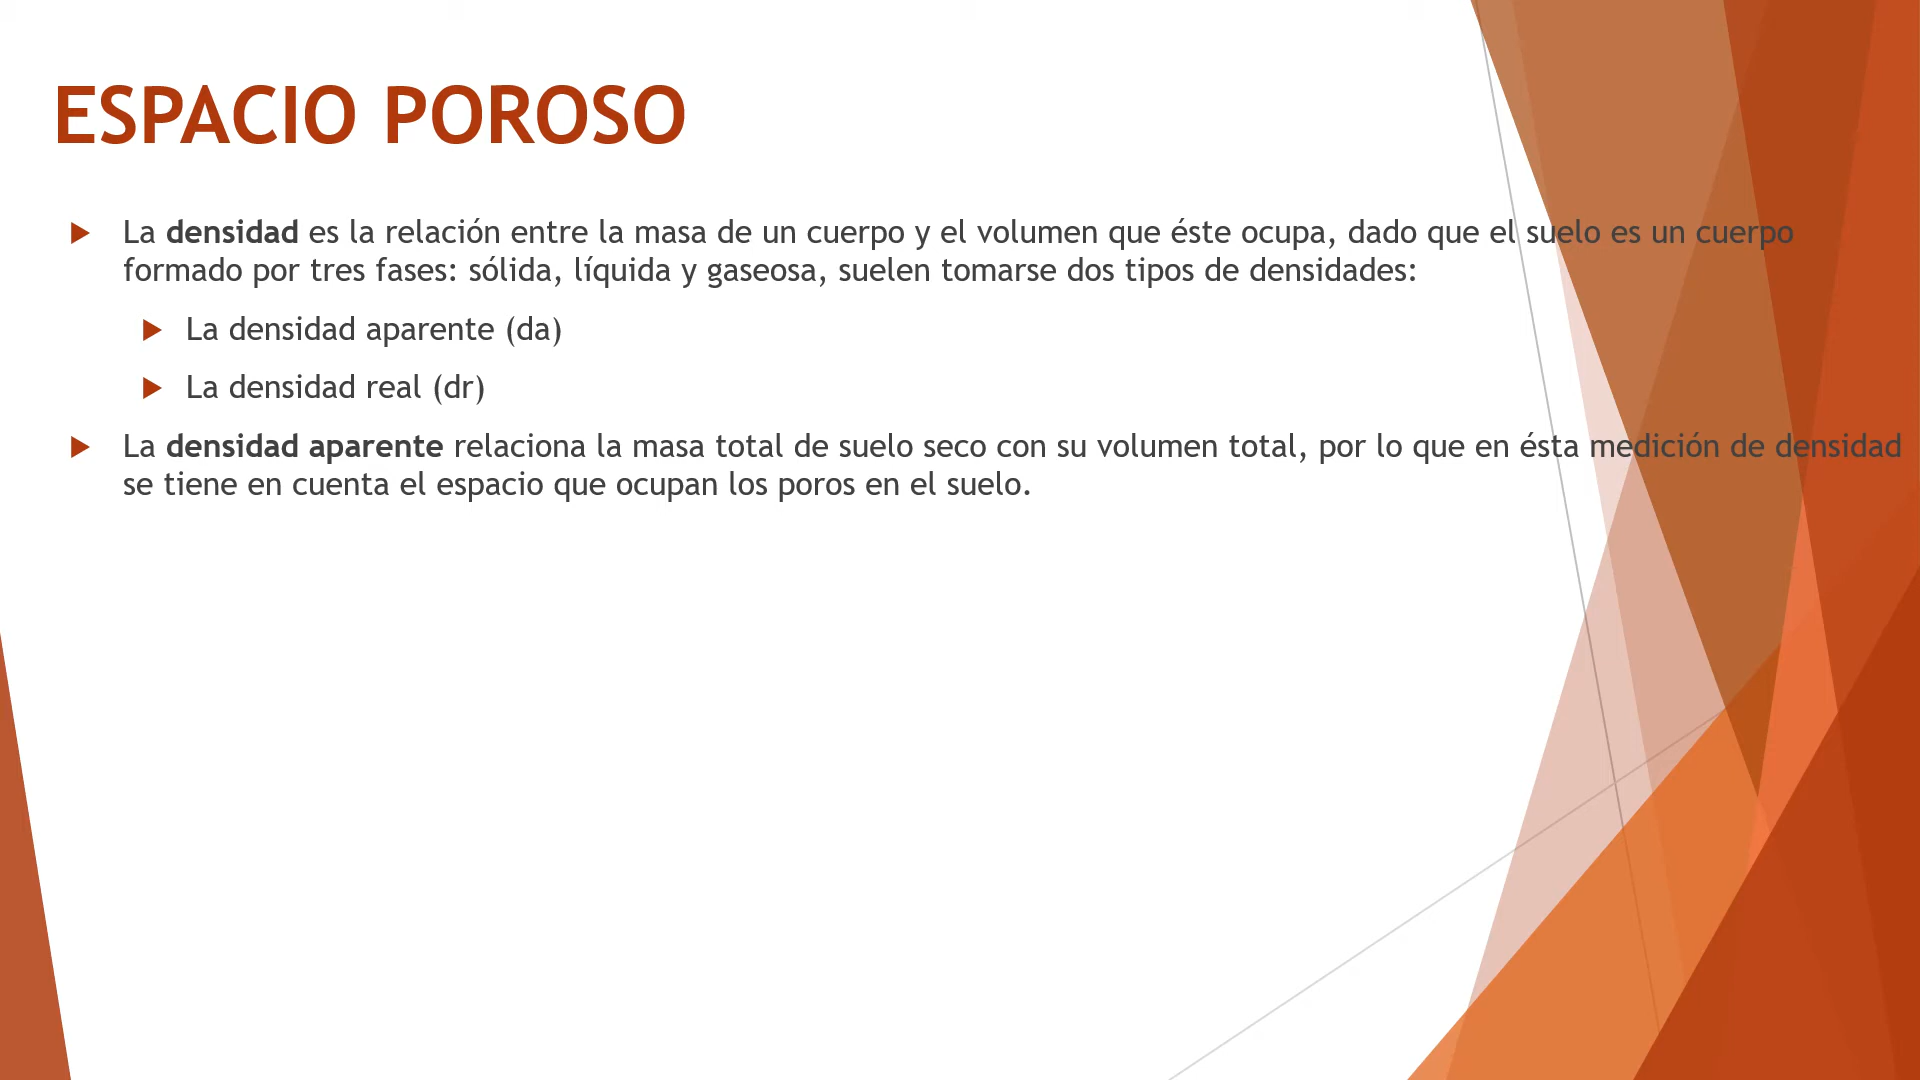 ESPACIO POROSO
La densidad es la relación entre la masa de un cuerpo y el volumen que éste ocupa, dado que el suelo es un cuerpo
formado por tres fases: sólida, líquida y gaseosa, suelen tomarse dos tipos de densidades:
La densidad aparente (da)
La densidad real (dr)
La densidad aparente relaciona la masa total de suelo seco con su volumen total, por lo que en ésta medición de densidad
se tiene en cuenta el espacio que ocupan los poros en el suelo.